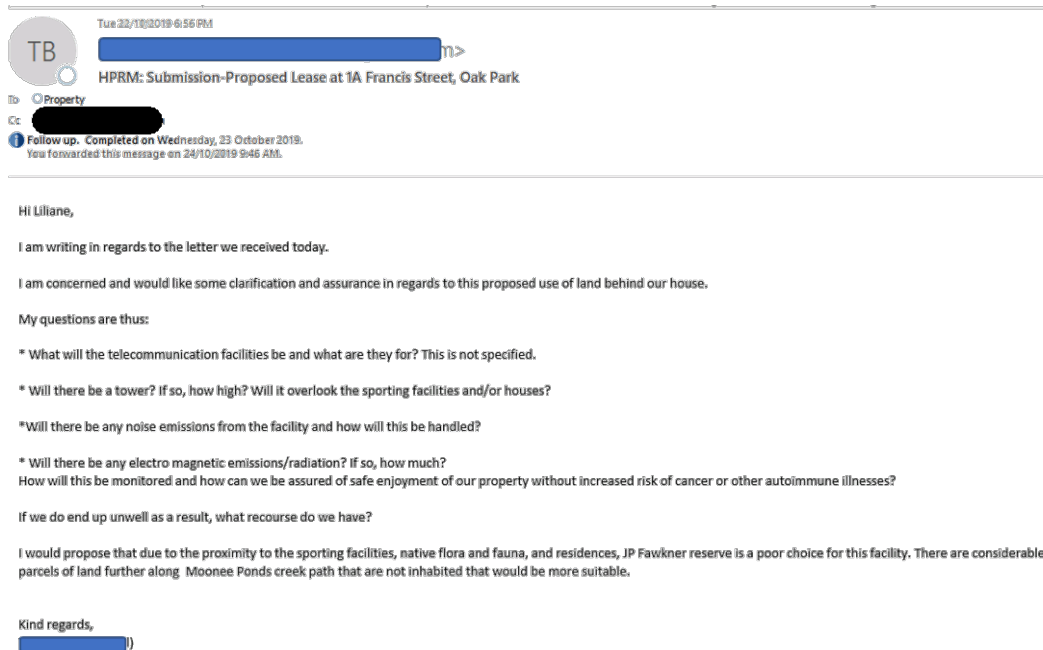 Tue 22/10/2019 6:56 PM
TB
m>
HPRM: Submission-Proposed Lease at 1A Francis Street, Oak Park
To Property
Cc
Follow up. Completed on Wednesday, 23 October 2019.
You forwarded this message on 24/10/2019 9:46 AM.
Hi Liliane,
I am writing in regards to the letter we received today.
I am concerned and would like some clarification and assurance in regards to this proposed use of land behind our house.
My questions are thus:
* What will the telecommunication facilities be and what are they for? This is not specified.
* Will there be a tower? If so, how high? Will it overlook the sporting facilities and/or houses?
*Will there be any noise emissions from the facility and how will this be handled?
* Will there be any electro magnetic emissions/radiation? If so, how much?
How will this be monitored and how can we be assured of safe enjoyment of our property without increased risk of cancer or other autoimmune illnesses?
If we do end up unwell as a result, what recourse do we have?
I would propose that due to the proximity to the sporting facilities, native flora and fauna, and residences, JP Fawkner reserve is a poor choice for this facility. There are considerable
parcels of land further along Moonee Ponds creek path that are not inhabited that would be more suitable.
Kind regards,
)